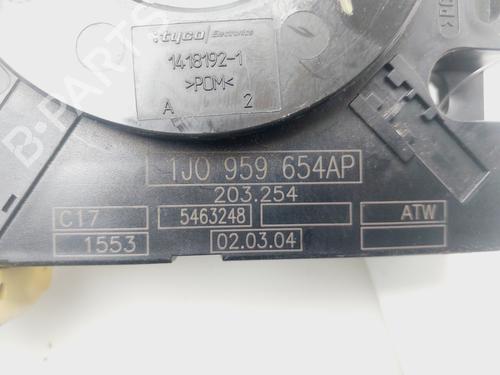 tyco Electronics
1418192-1
>POM<
A 2
>PC
B-PARTS
1J0 959 654AP
203.254
C17 5463248 ATW
1553 02.03.04